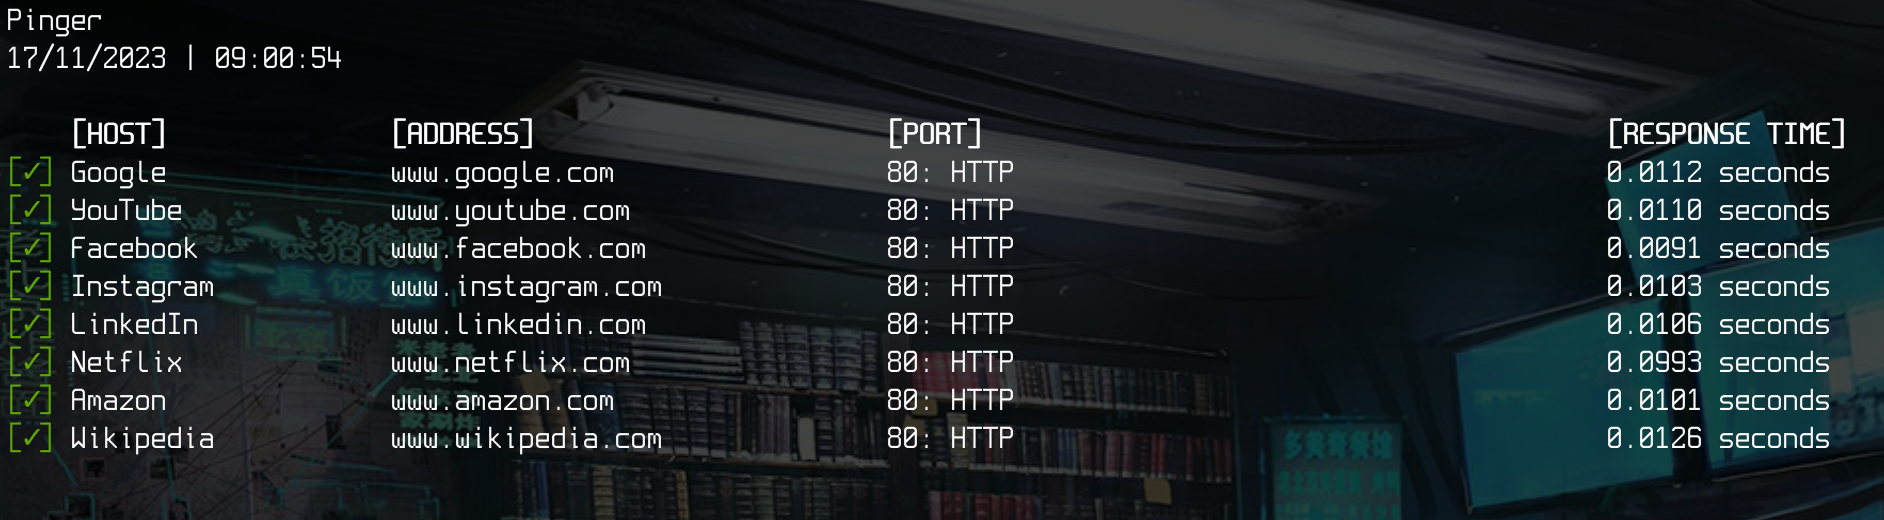 Pinger
17/11/2023 | 09:00:54
[HOST] [ADDRESS] [PORT] [RESPONSE TIME]
[✓] Google www.google.com 80: HTTP 0.0112 seconds
[✓] YouTube www.youtube.com 80: HTTP 0.0110 seconds
[✓] Facebook www.facebook.com 80: HTTP 0.0091 seconds
[✓] Instagram www.instagram.com 80: HTTP 0.0103 seconds
[✓] LinkedIn www.linkedin.com 80: HTTP 0.0106 seconds
[✓] Netflix www.netflix.com 80: HTTP 0.0993 seconds
[✓] Amazon www.amazon.com 80: HTTP 0.0101 seconds
[✓] Wikipedia www.wikipedia.com 80: HTTP 0.0126 seconds